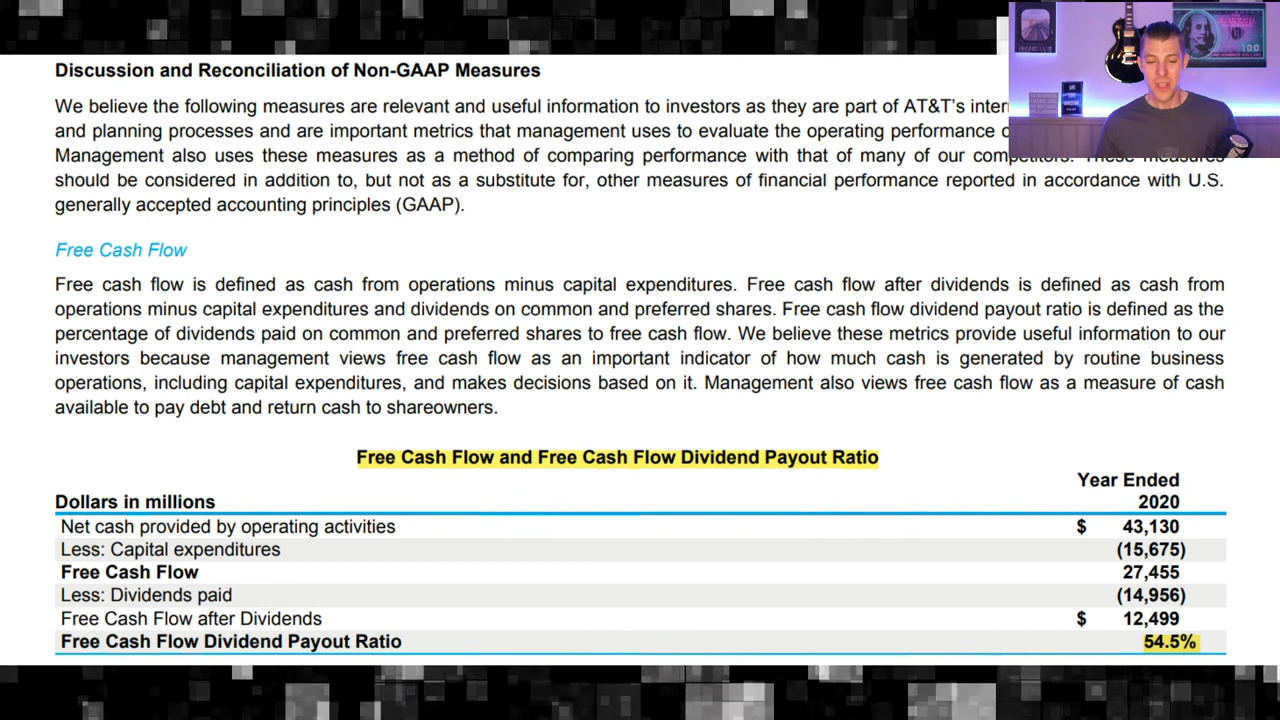 Discussion and Reconciliation of Non-GAAP Measures
We believe the following measures are relevant and useful information to investors as they are part of AT&T's
and planning processes and are important metrics that management uses to evaluate the operating performance
Management also uses these measures as a method of comparing performance with that of many of our competitors. These measures
should be considered in addition to, but not as a substitute for, other measures of financial performance reported in accordance with U.S.
generally accepted accounting principles (GAAP).
Free Cash Flow
Free cash flow is defined as cash from operations minus capital expenditures. Free cash flow after dividends is defined as cash from
operations minus capital expenditures and dividends on common and preferred shares. Free cash flow dividend payout ratio is defined as the
percentage of dividends paid on common and preferred shares to free cash flow. We believe these metrics provide useful information to our
investors because management views free cash flow as an important indicator of how much cash is generated by routine business
operations, including capital expenditures, and makes decisions based on it. Management also views free cash flow as a measure of cash
available to pay debt and return cash to shareowners.
Free Cash Flow and Free Cash Flow Dividend Payout Ratio
Year Ended
Dollars in millions 2020
Net cash provided by operating activities $ 43,130
Less: Capital expenditures (15,675)
Free Cash Flow 27,455
Less: Dividends paid (14,956)
Free Cash Flow after Dividends $ 12,499
Free Cash Flow Dividend Payout Ratio 54.5%
100